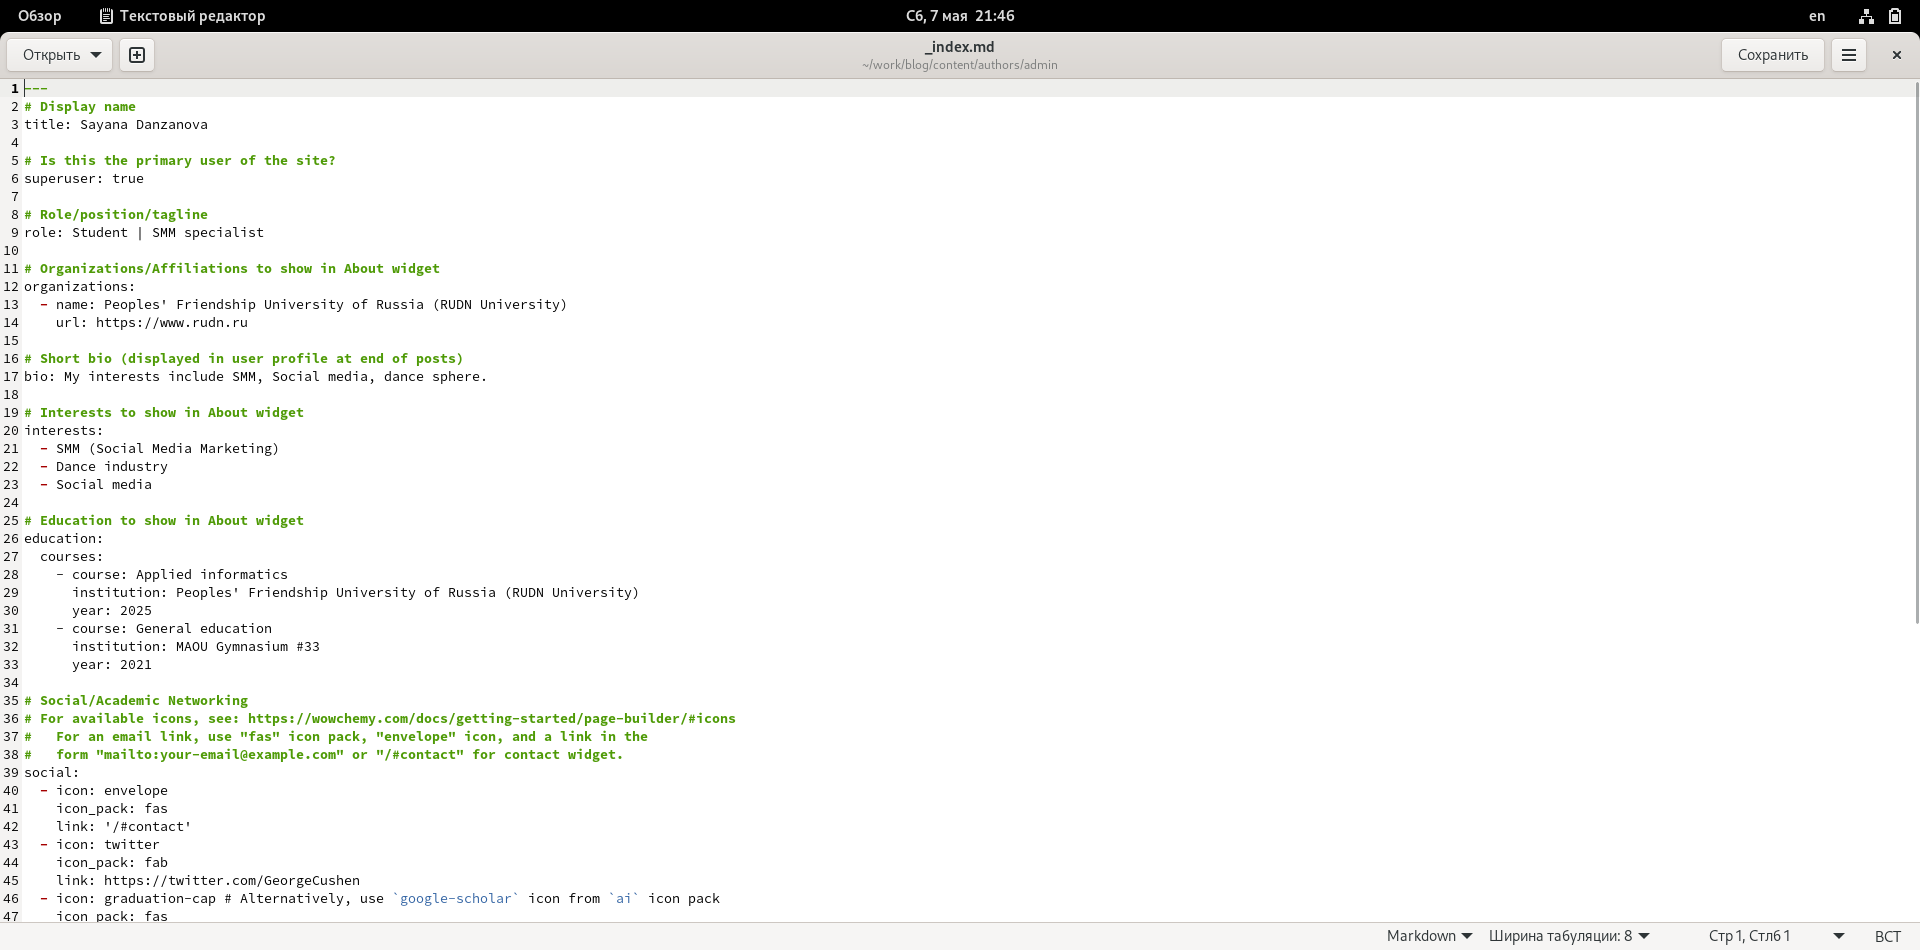 Обзор Текстовый редактор Сб, 7 мая 21:46 en
Открыть _index.md Сохранить
~/work/blog/content/authors/admin
1 ---
2 # Display name
3 title: Sayana Danzanova
4
5 # Is this the primary user of the site?
6 superuser: true
7
8 # Role/position/tagline
9 role: Student | SMM specialist
10
11 # Organizations/Affiliations to show in About widget
12 organizations:
13   - name: Peoples' Friendship University of Russia (RUDN University)
14     url: https://www.rudn.ru
15
16 # Short bio (displayed in user profile at end of posts)
17 bio: My interests include SMM, Social media, dance sphere.
18
19 # Interests to show in About widget
20 interests:
21   - SMM (Social Media Marketing)
22   - Dance industry
23   - Social media
24
25 # Education to show in About widget
26 education:
27   courses:
28     - course: Applied informatics
29       institution: Peoples' Friendship University of Russia (RUDN University)
30       year: 2025
31     - course: General education
32       institution: MAOU Gymnasium #33
33       year: 2021
34
35 # Social/Academic Networking
36 # For available icons, see: https://wowchemy.com/docs/getting-started/page-builder/#icons
37 #   For an email link, use "fas" icon pack, "envelope" icon, and a link in the
38 #   form "mailto:your-email@example.com" or "/#contact" for contact widget.
39 social:
40   - icon: envelope
41     icon_pack: fas
42     link: '/#contact'
43   - icon: twitter
44     icon_pack: fab
45     link: https://twitter.com/GeorgeCushen
46   - icon: graduation-cap # Alternatively, use `google-scholar` icon from `ai` icon pack
47     icon_pack: fas
Markdown Ширина табуляции: 8 Стр 1, Стлб 1 ВСТ